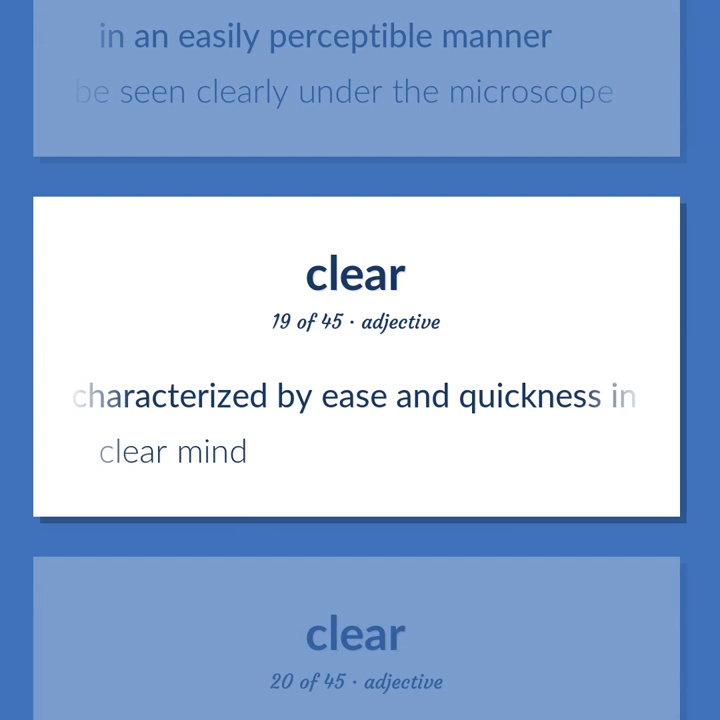 in an easily perceptible manner
be seen clearly under the microscope
clear
19 of 45 · adjective
characterized by ease and quickness in
clear mind
clear
20 of 45 · adjective